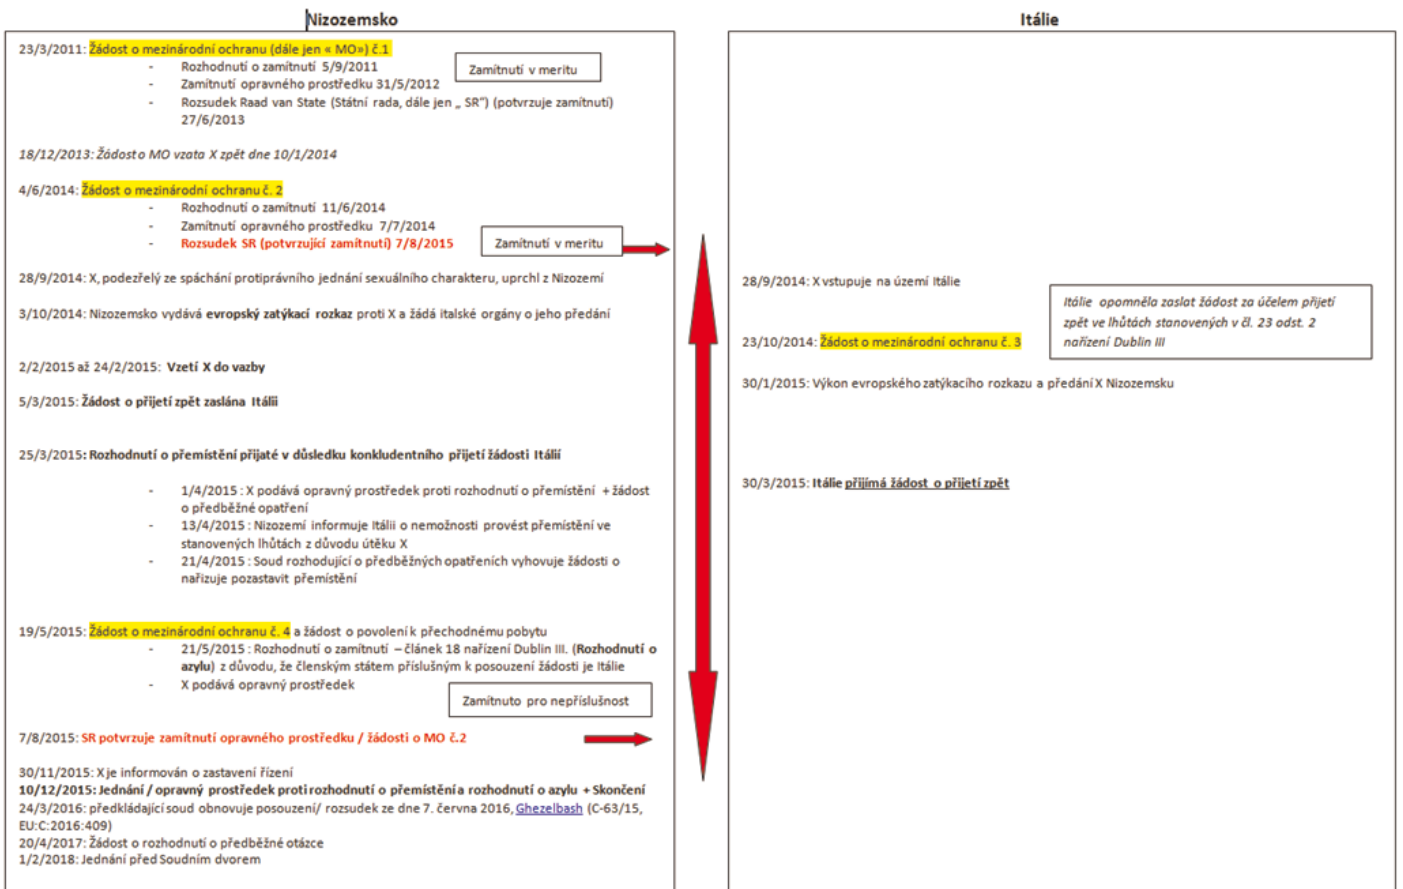 Nizozemsko
23/3/2011: Žádost o mezinárodní ochranu (dále jen « MO») č.1
- Rozhodnutí o zamítnutí 5/9/2011
Zamítnutí v meritu
- Zamítnutí opravného prostředku 31/5/2012
- Rozsudek Raad van State (Státní rada, dále jen „ SR“) (potvrzuje zamítnutí)
27/6/2013
18/12/2013: Žádost o MO vzata X zpět dne 10/1/2014
4/6/2014: Žádost o mezinárodní ochranu č. 2
- Rozhodnutí o zamítnutí 11/6/2014
- Zamítnutí opravného prostředku 7/7/2014
- Rozsudek SR (potvrzující zamítnutí) 7/8/2015
Zamítnutí v meritu
28/9/2014: X, podezřelý ze spáchání protiprávního jednání sexuálního charakteru, uprchl z Nizozemí
3/10/2014: Nizozemsko vydává evropský zatýkací rozkaz proti X a žádá italské orgány o jeho předání
2/2/2015 až 24/2/2015: Vzetí X do vazby
5/3/2015: Žádost o přijetí zpět zaslána Itálii
25/3/2015: Rozhodnutí o přemístění přijaté v důsledku konkludentního přijetí žádosti Itálií
- 1/4/2015 : X podává opravný prostředek proti rozhodnutí o přemístění + žádost
o předběžné opatření
- 13/4/2015 : Nizozemí informuje Itálii o nemožnosti provést přemístění ve
stanovených lhůtách z důvodu útěku X
- 21/4/2015 : Soud rozhodující o předběžných opatřeních vyhovuje žádosti o
nařizuje pozastavit přemístění
19/5/2015: Žádost o mezinárodní ochranu č. 4 a žádost o povolení k přechodnému pobytu
- 21/5/2015 : Rozhodnutí o zamítnutí – článek 18 nařízení Dublin III. (Rozhodnutí o
azylu) z důvodu, že členským státem příslušným k posouzení žádosti je Itálie
- X podává opravný prostředek
Zamítnuto pro nepříslušnost
7/8/2015: SR potvrzuje zamítnutí opravného prostředku / žádosti o MO č.2
30/11/2015: X je informován o zastavení řízení
10/12/2015: Jednání / opravný prostředek proti rozhodnutí o přemístění a rozhodnutí o azylu + Skončení
24/3/2016: předkládající soud obnovuje posouzení/ rozsudek ze dne 7. června 2016, Ghezelbash (C-63/15,
EU:C:2016:409)
20/4/2017: Žádost o rozhodnutí o předběžné otázce
1/2/2018: Jednání před Soudním dvorem
Itálie
28/9/2014: X vstupuje na území Itálie
Itálie opomněla zaslat žádost za účelem přijetí
zpět ve lhůtách stanovených v čl. 23 odst. 2
nařízení Dublin III
23/10/2014: Žádost o mezinárodní ochranu č. 3
30/1/2015: Výkon evropského zatýkacího rozkazu a předání X Nizozemsku
30/3/2015: Itálie přijímá žádost o přijetí zpět